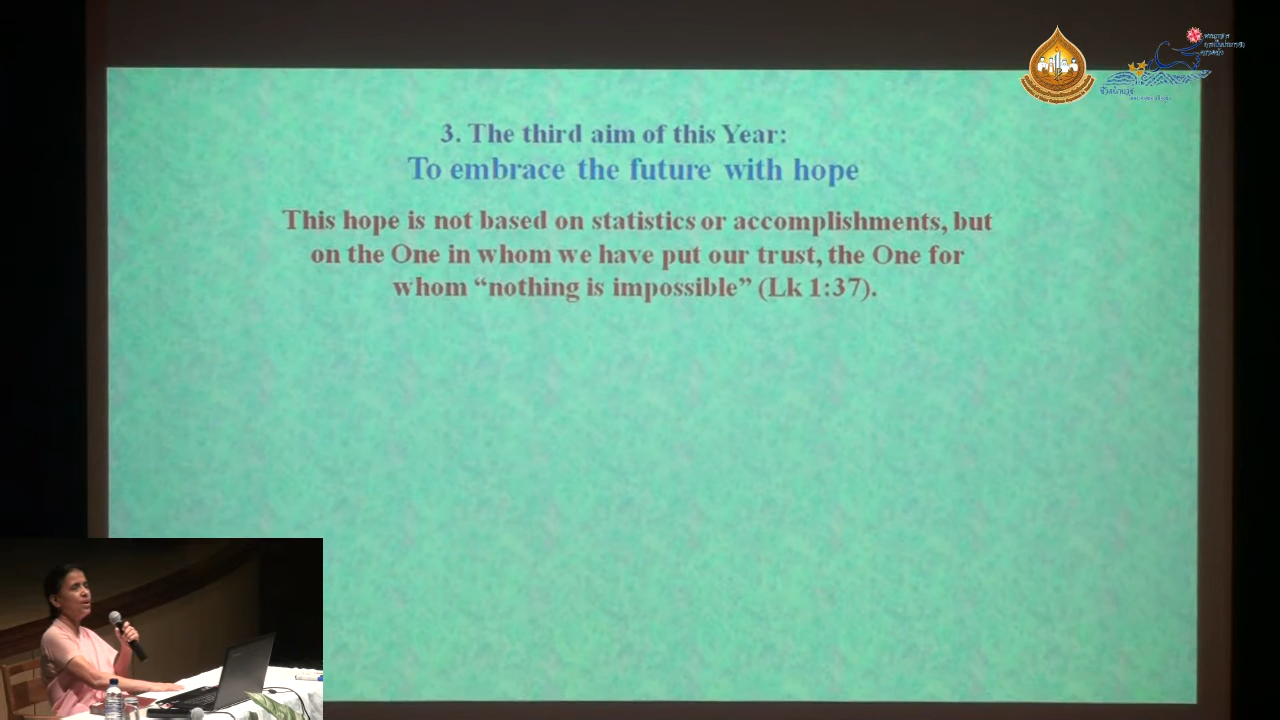 3. The third aim of this Year:
To embrace the future with hope
This hope is not based on statistics or accomplishments, but
on the One in whom we have put our trust, the One for
whom “nothing is impossible” (Lk 1:37).